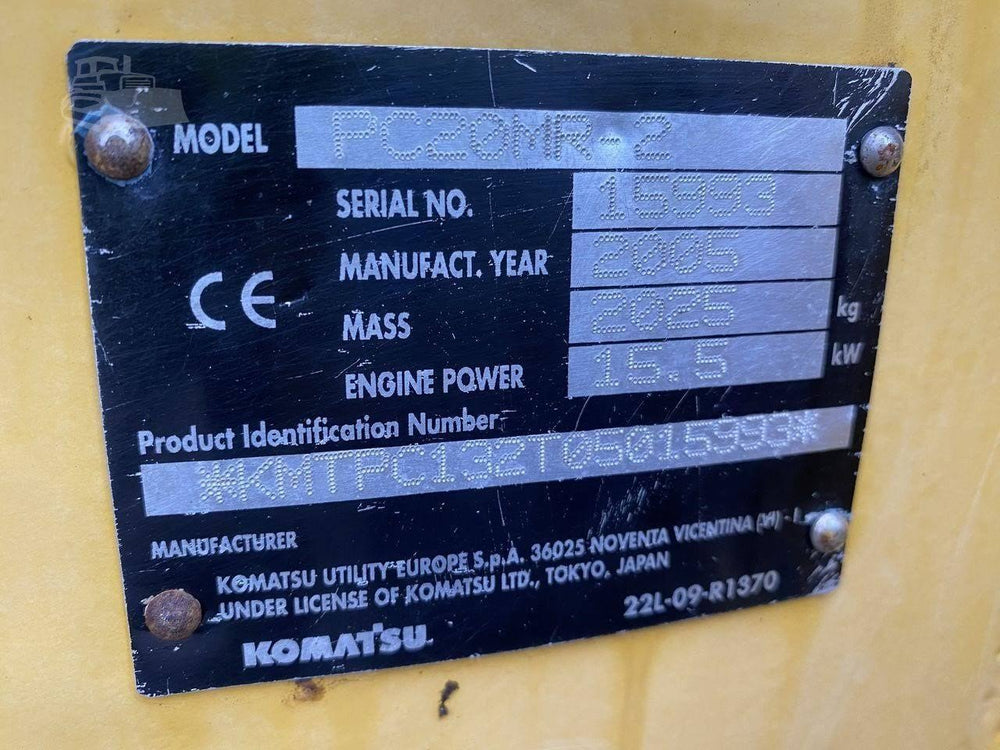 MODEL PC20MR-2
SERIAL NO. 15993
MANUFACT. YEAR 2005
CE
MASS 2025 kg
ENGINE POWER 15.5 kW
Product Identification Number
*KMTPC132T05015993*
MANUFACTURER
KOMATSU UTILITY EUROPE S.p.A. 36025 NOVENTA VICENTINA (VI) - I
UNDER LICENSE OF KOMATSU LTD., TOKYO, JAPAN
22L-09-R1370
KOMATSU